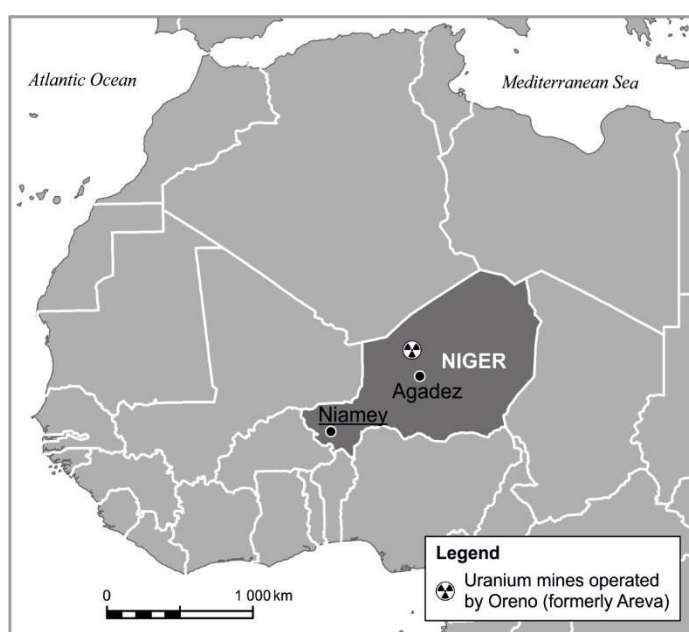 Atlantic Ocean
Mediterranean Sea
NIGER
Agadez
Niamey
Legend
Uranium mines operated
by Oreno (formerly Areva)
0
1 000 km